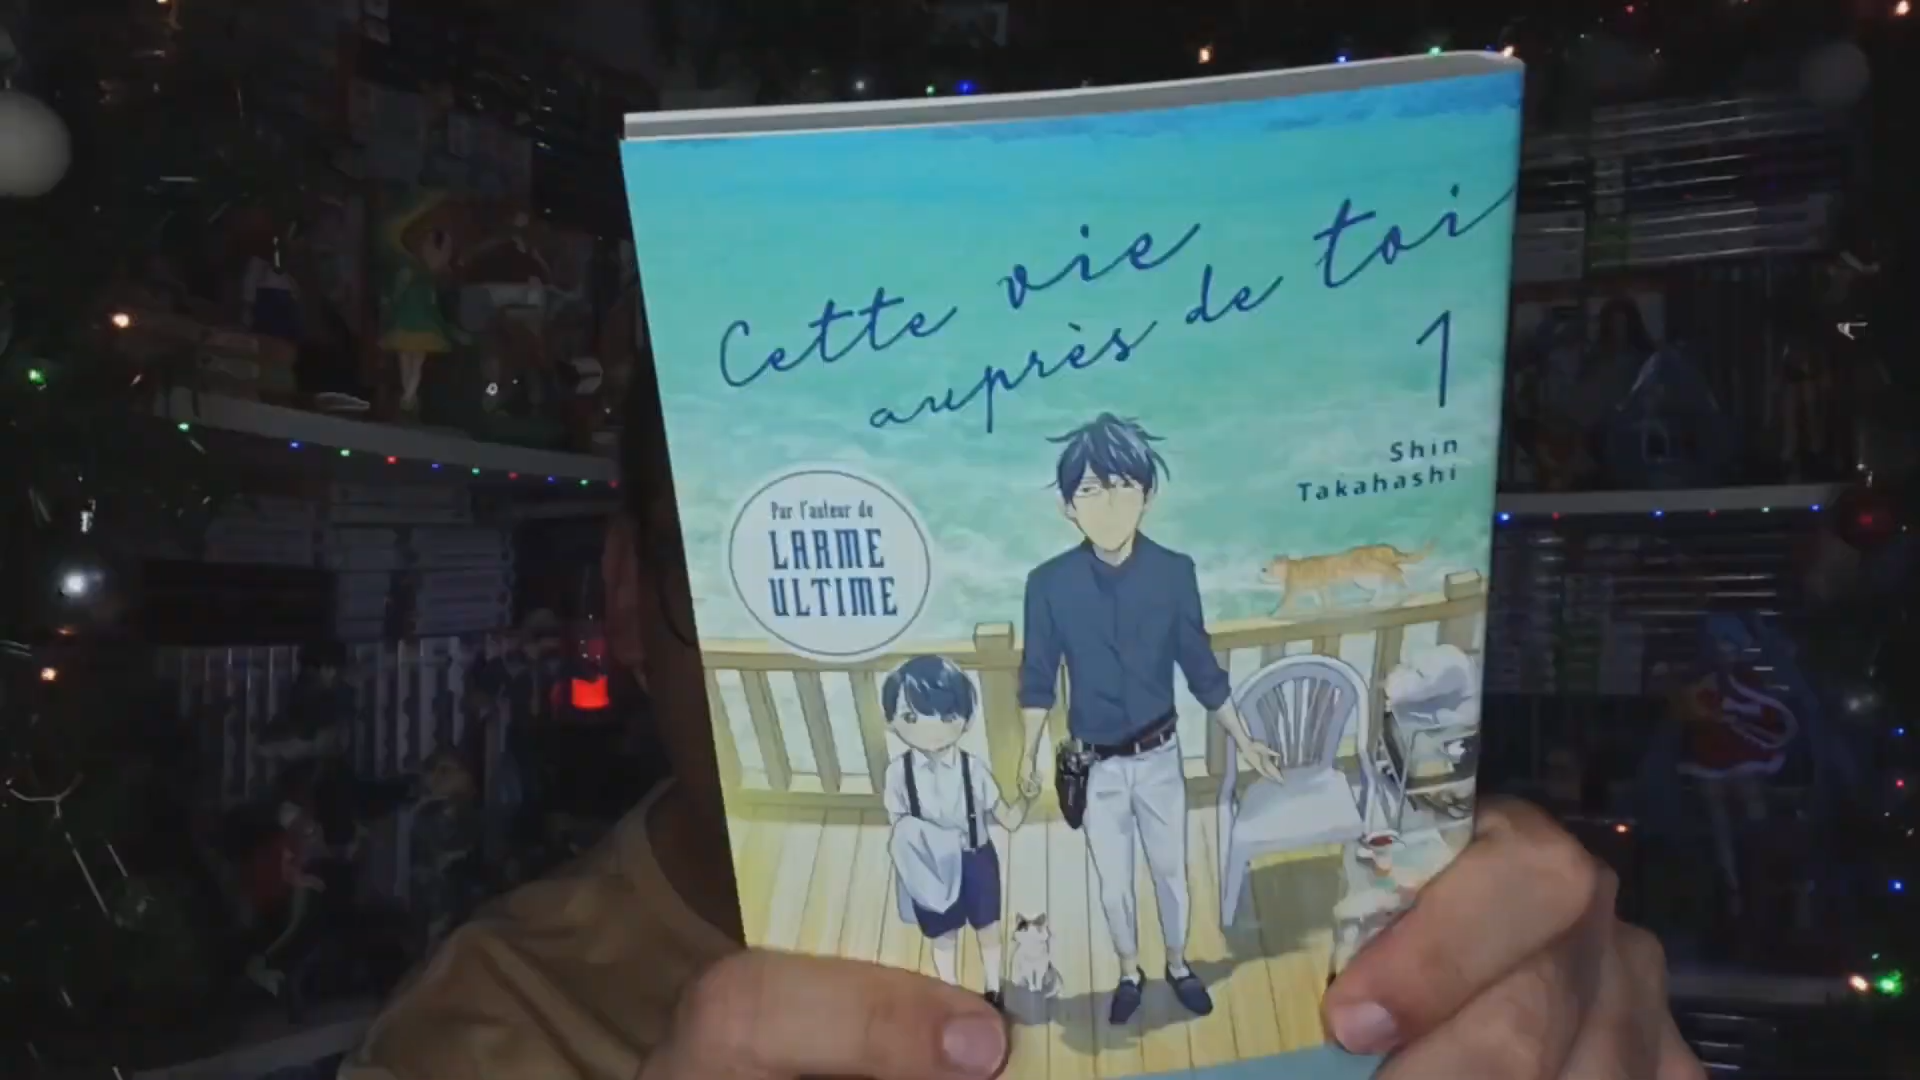 Cette vie
auprès de toi
1
Shin
Takahashi
Par l'auteur de
LARME
ULTIME